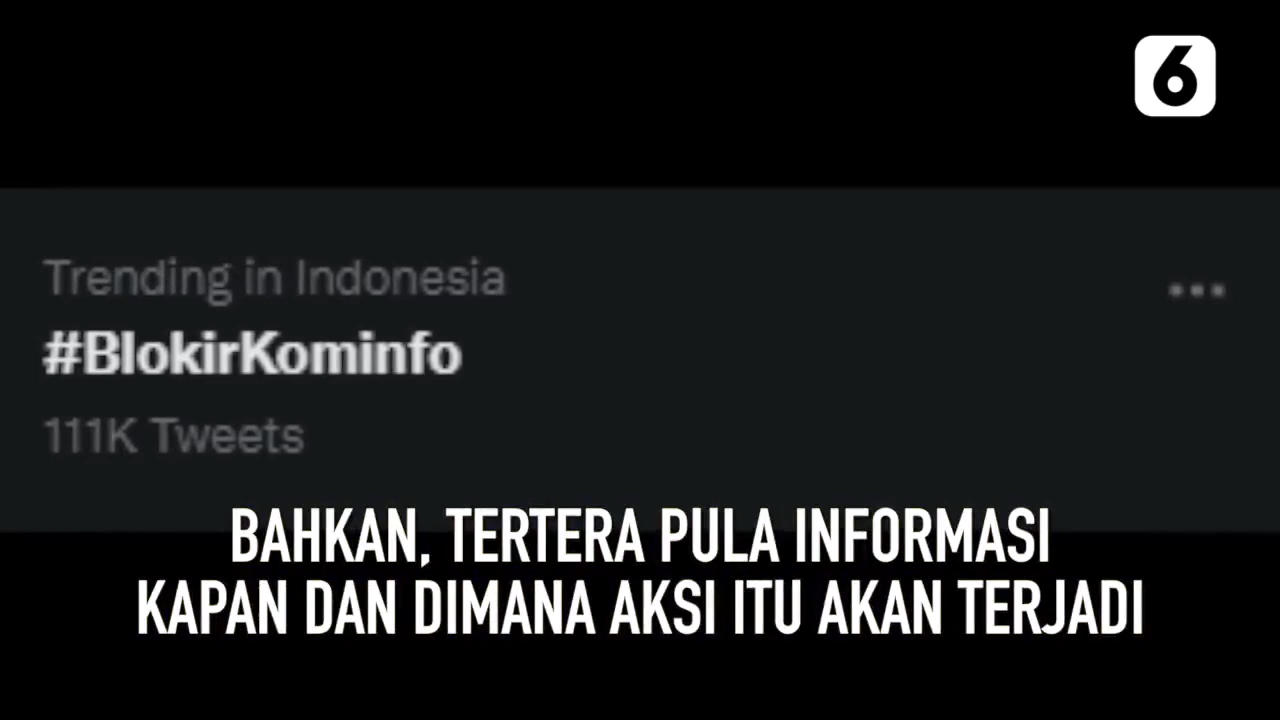 6
Trending in Indonesia
#BlokirKominfo
111K Tweets
BAHKAN, TERTERA PULA INFORMASI
KAPAN DAN DIMANA AKSI ITU AKAN TERJADI